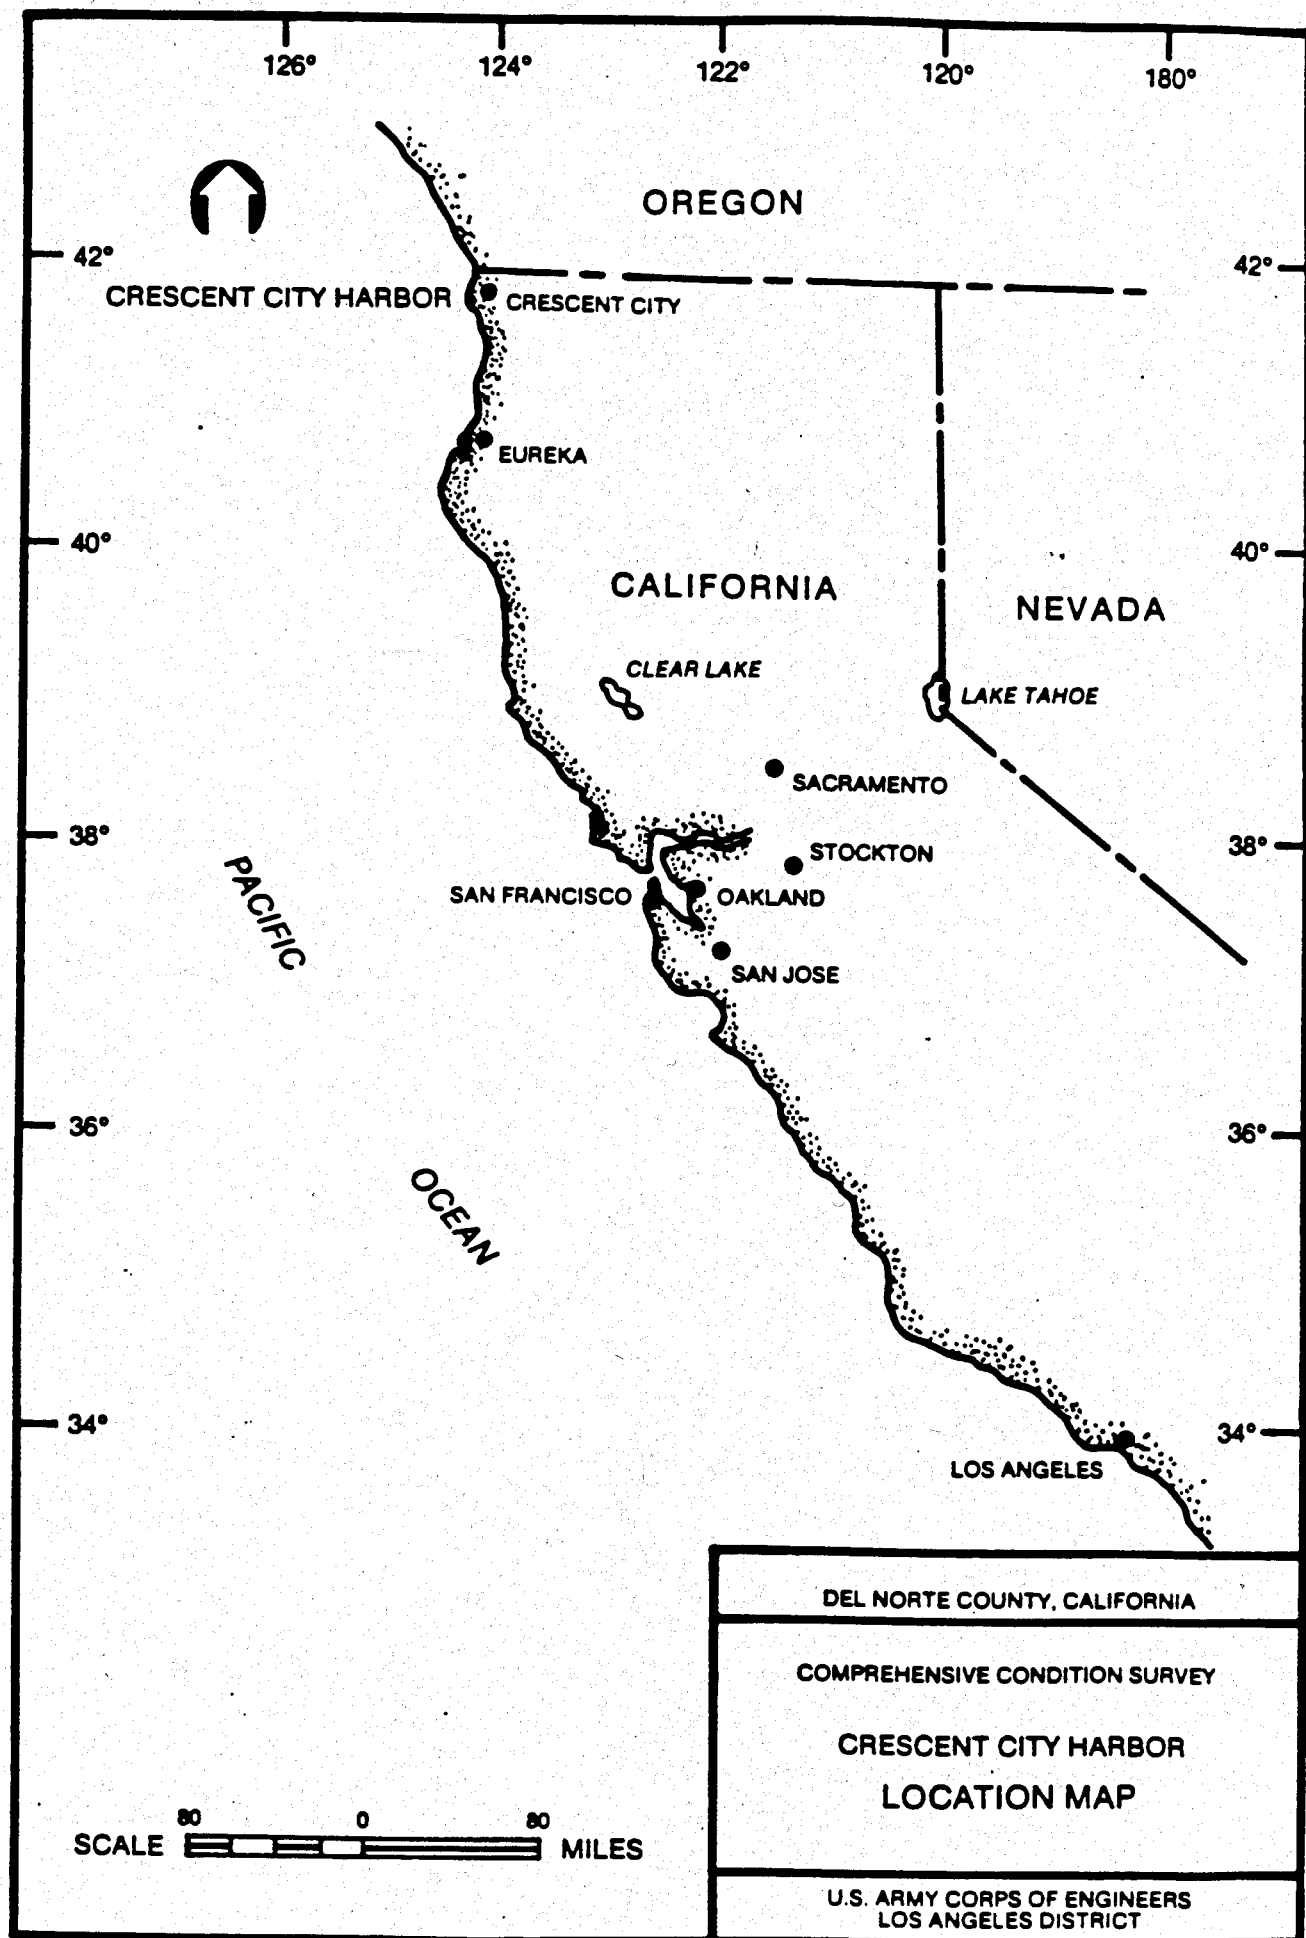 126° 124° 122° 120° 180°
OREGON
42° 42°
CRESCENT CITY HARBOR CRESCENT CITY
EUREKA
40° 40°
CALIFORNIA
NEVADA
CLEAR LAKE
LAKE TAHOE
SACRAMENTO
38° 38°
STOCKTON
PACIFIC
SAN FRANCISCO OAKLAND
SAN JOSE
36° 36°
OCEAN
34° 34°
LOS ANGELES
DEL NORTE COUNTY, CALIFORNIA
COMPREHENSIVE CONDITION SURVEY
CRESCENT CITY HARBOR
LOCATION MAP
80 0 80
SCALE MILES
U.S. ARMY CORPS OF ENGINEERS
LOS ANGELES DISTRICT